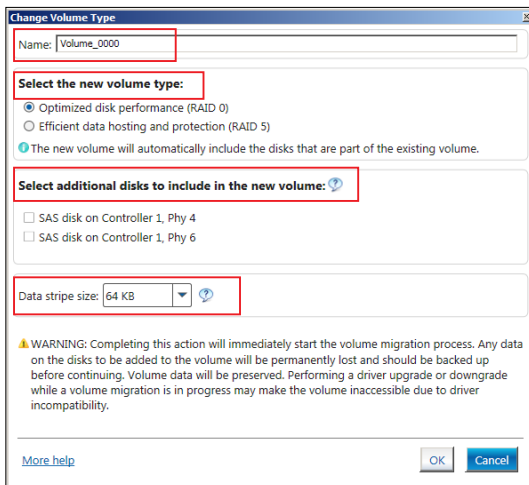 Change Volume Type
Name: Volume_0000
Select the new volume type:
Optimized disk performance (RAID 0)
Efficient data hosting and protection (RAID 5)
The new volume will automatically include the disks that are part of the existing volume.
Select additional disks to include in the new volume:
SAS disk on Controller 1, Phy 4
SAS disk on Controller 1, Phy 6
Data stripe size: 64 KB
WARNING: Completing this action will immediately start the volume migration process. Any data
on the disks to be added to the volume will be permanently lost and should be backed up
before continuing. Volume data will be preserved. Performing a driver upgrade or downgrade
while a volume migration is in progress may make the volume inaccessible due to driver
incompatibility.
More help
OK
Cancel